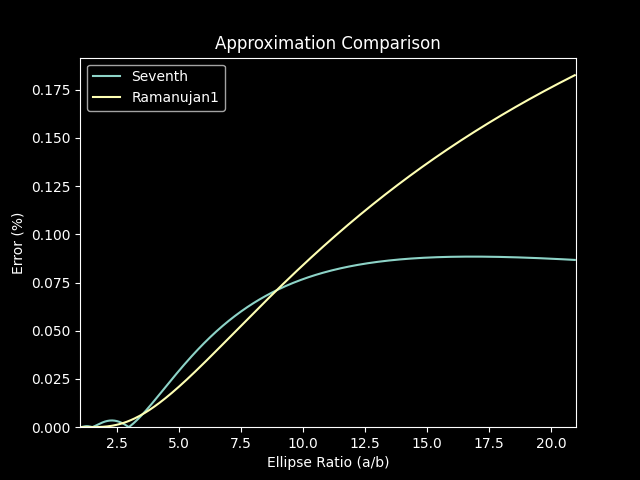 Approximation Comparison
Seventh
Ramanujan1
0.175
0.150
0.125
0.100
0.075
0.050
0.025
0.000
Error (%)
2.5 5.0 7.5 10.0 12.5 15.0 17.5 20.0
Ellipse Ratio (a/b)